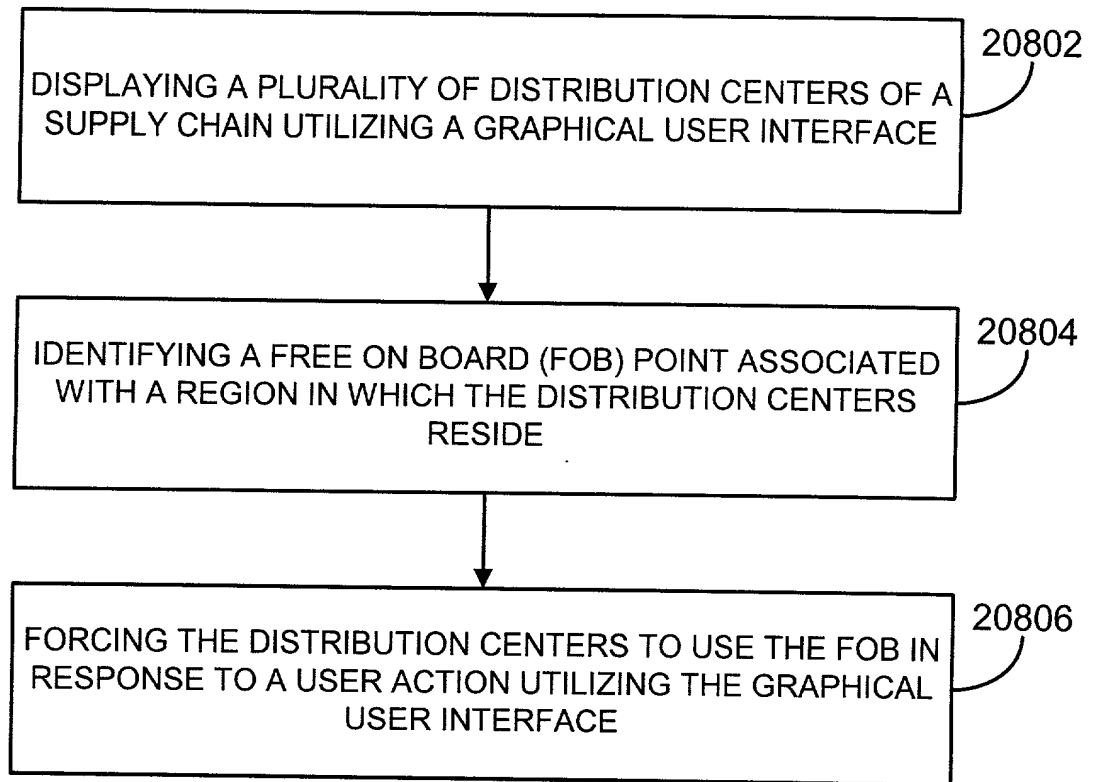 20802
DISPLAYING A PLURALITY OF DISTRIBUTION CENTERS OF A
SUPPLY CHAIN UTILIZING A GRAPHICAL USER INTERFACE
20804
IDENTIFYING A FREE ON BOARD (FOB) POINT ASSOCIATED
WITH A REGION IN WHICH THE DISTRIBUTION CENTERS
RESIDE
20806
FORCING THE DISTRIBUTION CENTERS TO USE THE FOB IN
RESPONSE TO A USER ACTION UTILIZING THE GRAPHICAL
USER INTERFACE